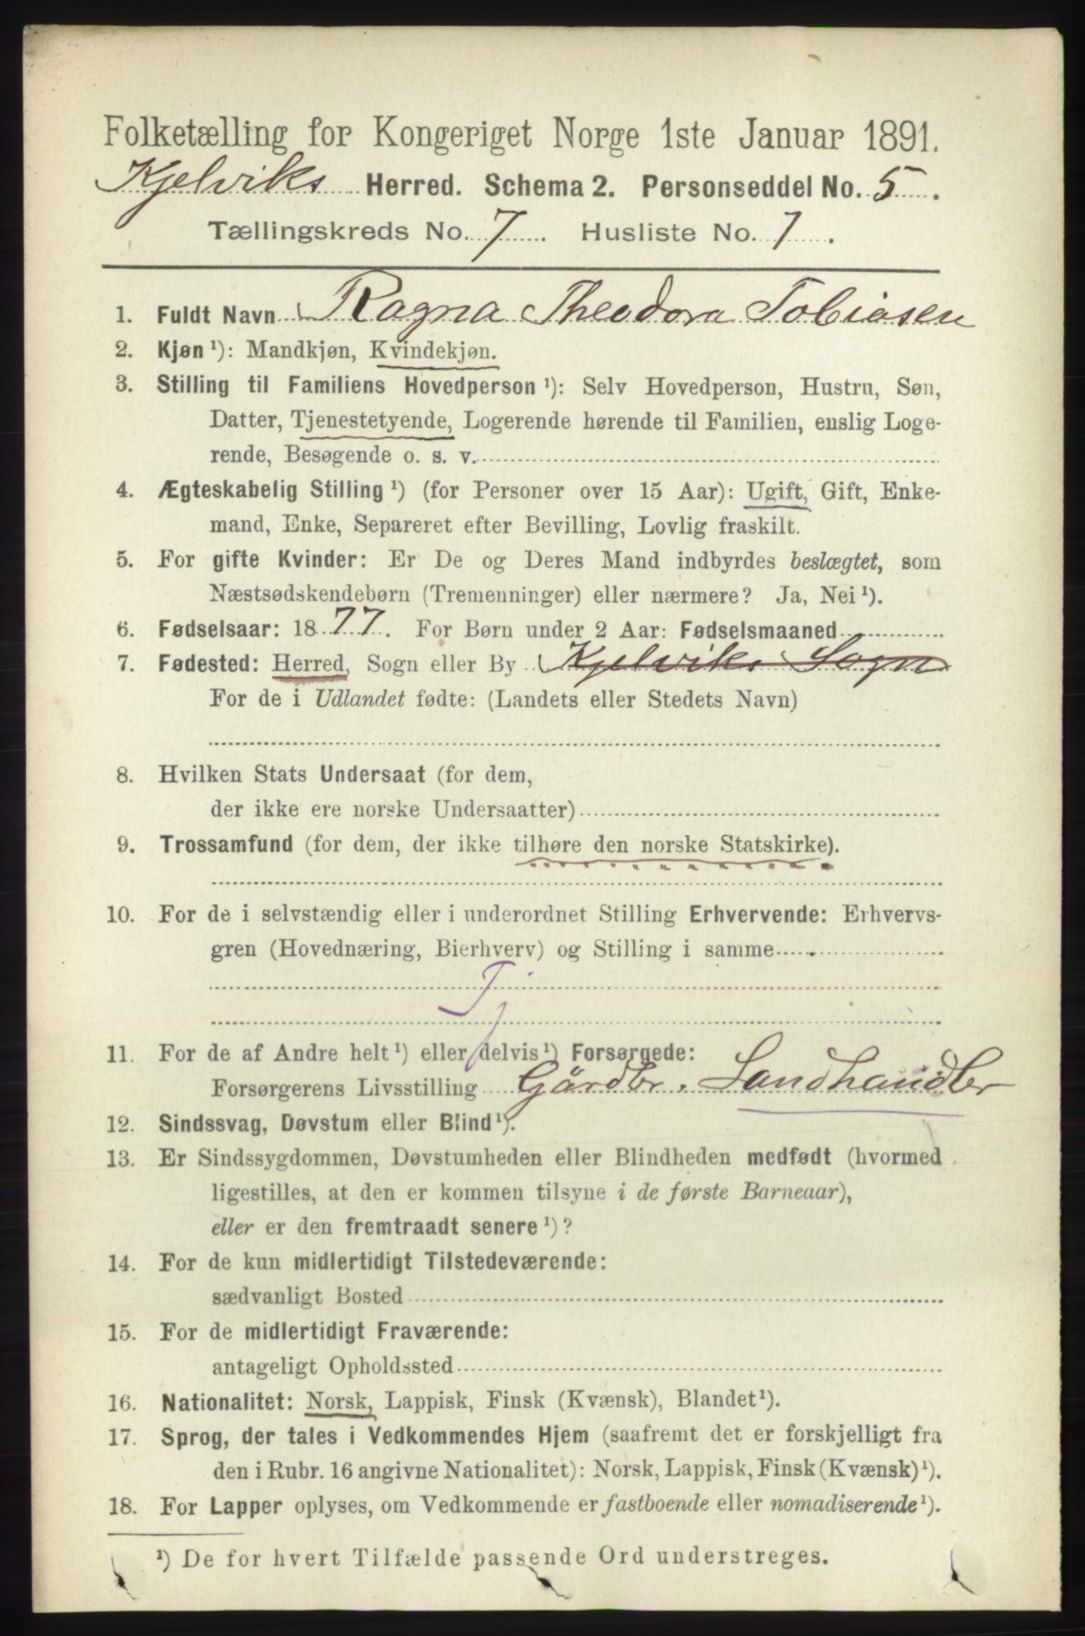 Folketælling for Kongeriget Norge 1ste Januar 1891.
Kjelviks Herred. Schema 2. Personseddel No. 5.
Tællingskreds No. 7. Husliste No. 1.
1. Fuldt Navn Ragna Theodora Tobiasen
2. Kjøn ¹): Mandkjøn, Kvindekjøn.
3. Stilling til Familiens Hovedperson ¹): Selv Hovedperson, Hustru, Søn,
Datter, Tjenestetyende, Logerende hørende til Familien, enslig Loge-
rende, Besøgende o. s. v.
4. Ægteskabelig Stilling ¹) (for Personer over 15 Aar): Ugift, Gift, Enke-
mand, Enke, Separeret efter Bevilling, Lovlig fraskilt.
5. For gifte Kvinder: Er De og Deres Mand indbyrdes beslægtet, som
Næstsødskendebørn (Tremenninger) eller nærmere? Ja, Nei ¹).
6. Fødselsaar: 1877. For Børn under 2 Aar: Fødselsmaaned
7. Fødested: Herred, Sogn eller By Kjelviks Sogn
For de i Udlandet fødte: (Landets eller Stedets Navn)
8. Hvilken Stats Undersaat (for dem,
der ikke ere norske Undersaatter)
9. Trossamfund (for dem, der ikke tilhøre den norske Statskirke).
10. For de i selvstændig eller i underordnet Stilling Erhvervende: Erhvervs-
gren (Hovednæring, Bierhverv) og Stilling i samme
Tj
11. For de af Andre helt ¹) eller delvis ¹) Forsørgede:
Forsørgerens Livsstilling Gårdbr. Landhandler
12. Sindssvag, Døvstum eller Blind ¹).
13. Er Sindssygdommen, Døvstumheden eller Blindheden medfødt (hvormed
ligestilles, at den er kommen tilsyne i de første Barneaar),
eller er den fremtraadt senere ¹)?
14. For de kun midlertidigt Tilstedeværende:
sædvanligt Bosted
15. For de midlertidigt Fraværende:
antageligt Opholdssted
16. Nationalitet: Norsk, Lappisk, Finsk (Kvænsk), Blandet ¹).
17. Sprog, der tales i Vedkommendes Hjem (saafremt det er forskjelligt fra
den i Rubr. 16 angivne Nationalitet): Norsk, Lappisk, Finsk (Kvænsk) ¹).
18. For Lapper oplyses, om Vedkommende er fastboende eller nomadiserende ¹).
¹) De for hvert Tilfælde passende Ord understreges.